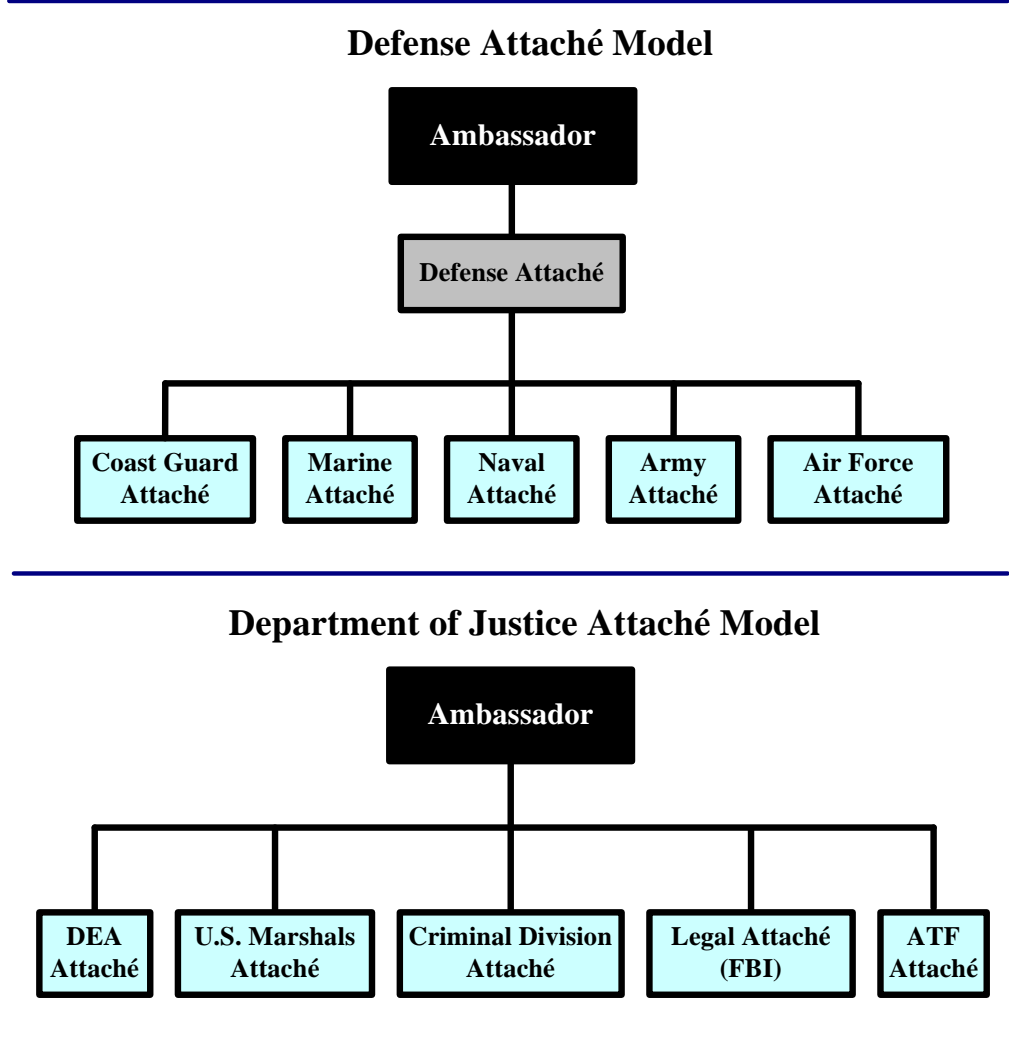 Defense Attaché Model
Ambassador
Defense Attaché
Coast Guard
Attaché
Marine
Attaché
Naval
Attaché
Army
Attaché
Air Force
Attaché
Department of Justice Attaché Model
Ambassador
DEA
Attaché
U.S. Marshals
Attaché
Criminal Division
Attaché
Legal Attaché
(FBI)
ATF
Attaché